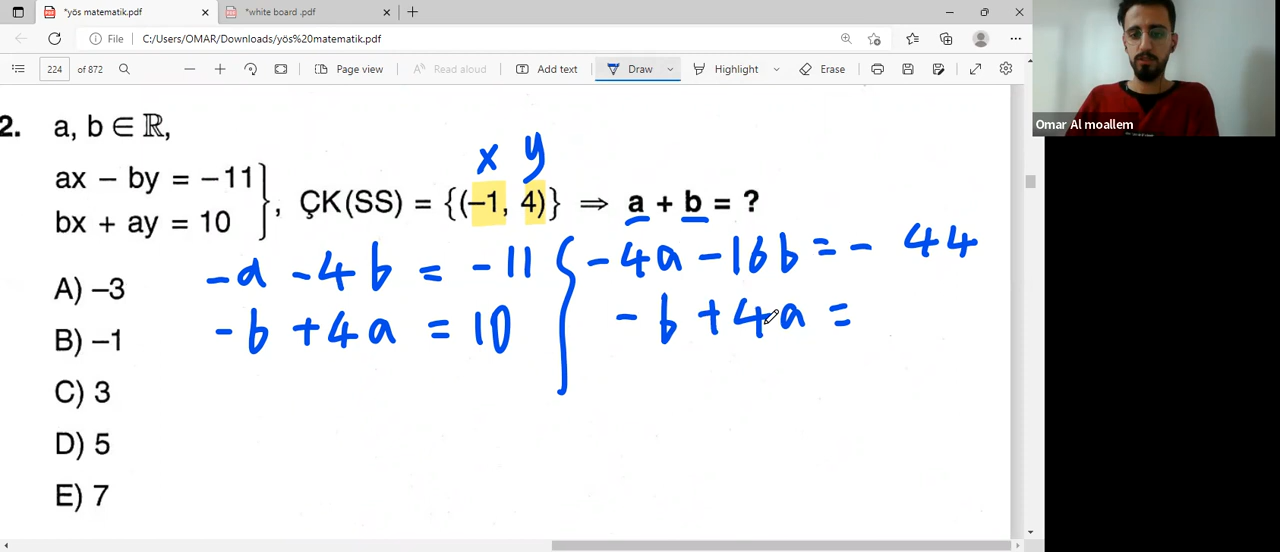 *yös matematik.pdf
*white board .pdf
File
C:/Users/OMAR/Downloads/yös%20matematik.pdf
224 of 872
Page view
Read aloud
Add text
Draw
Highlight
Erase
Omar Al moallem
2. a, b ∈ ℝ,
x y
ax − by = −11
bx + ay = 10
}, ÇK(SS) = {(−1, 4)} ⇒ a + b = ?
-a -4b = -11
-b +4a = 10
-4a -16b = - 44
-b +4a =
A) −3
B) −1
C) 3
D) 5
E) 7